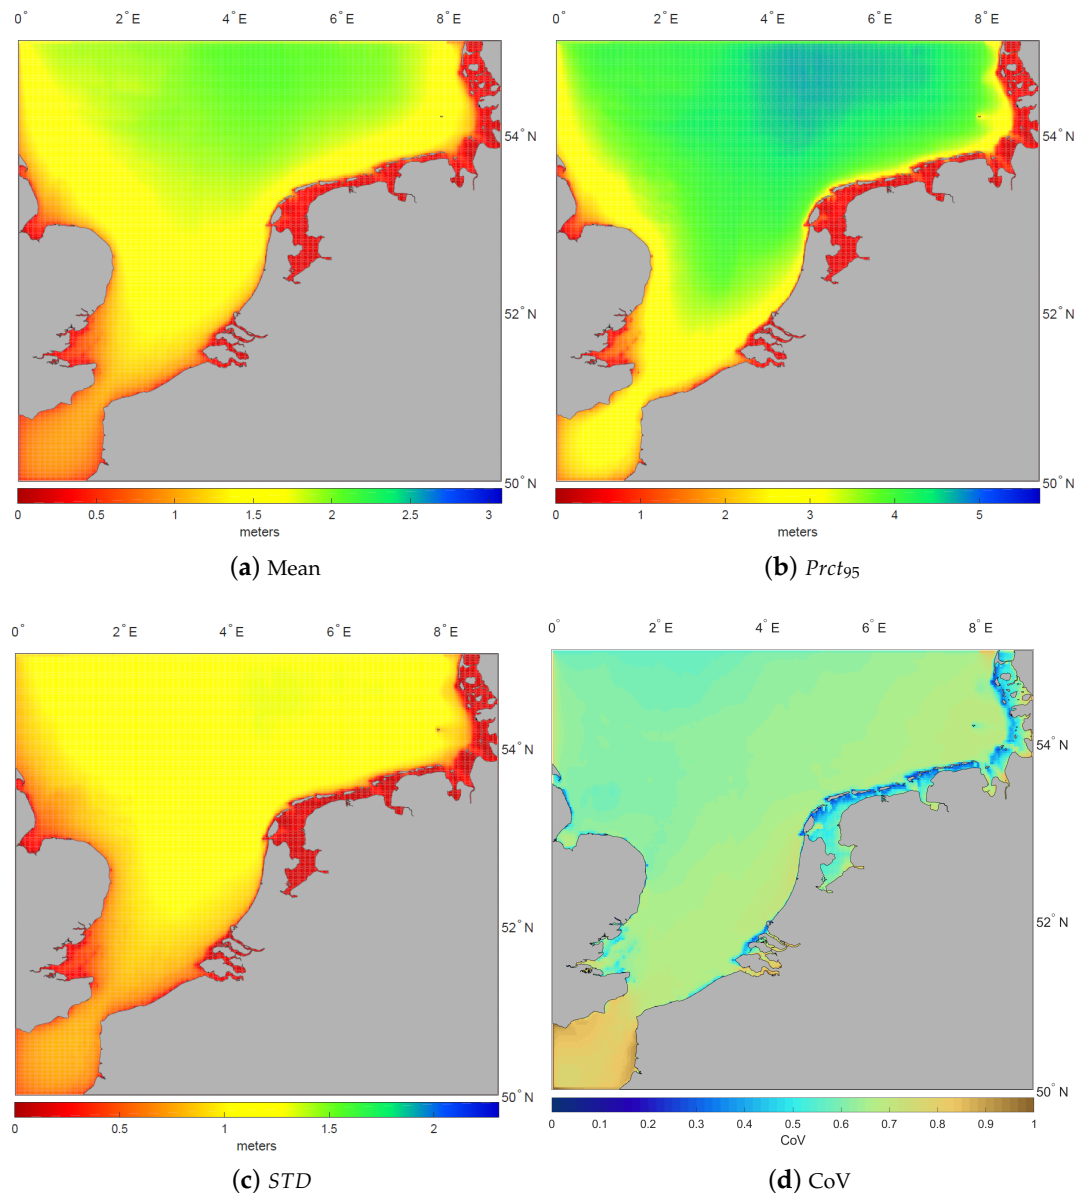 0° 2°E 4°E 6°E 8°E
54°N
52°N
50°N
0 0.5 1 1.5 2 2.5 3
meters
(a) Mean
0° 2°E 4°E 6°E 8°E
54°N
52°N
50°N
0 1 2 3 4 5
meters
(b) Prct95
0° 2°E 4°E 6°E 8°E
54°N
52°N
50°N
0 0.5 1 1.5 2
meters
(c) STD
0° 2°E 4°E 6°E 8°E
54°N
52°N
50°N
0 0.1 0.2 0.3 0.4 0.5 0.6 0.7 0.8 0.9 1
CoV
(d) CoV